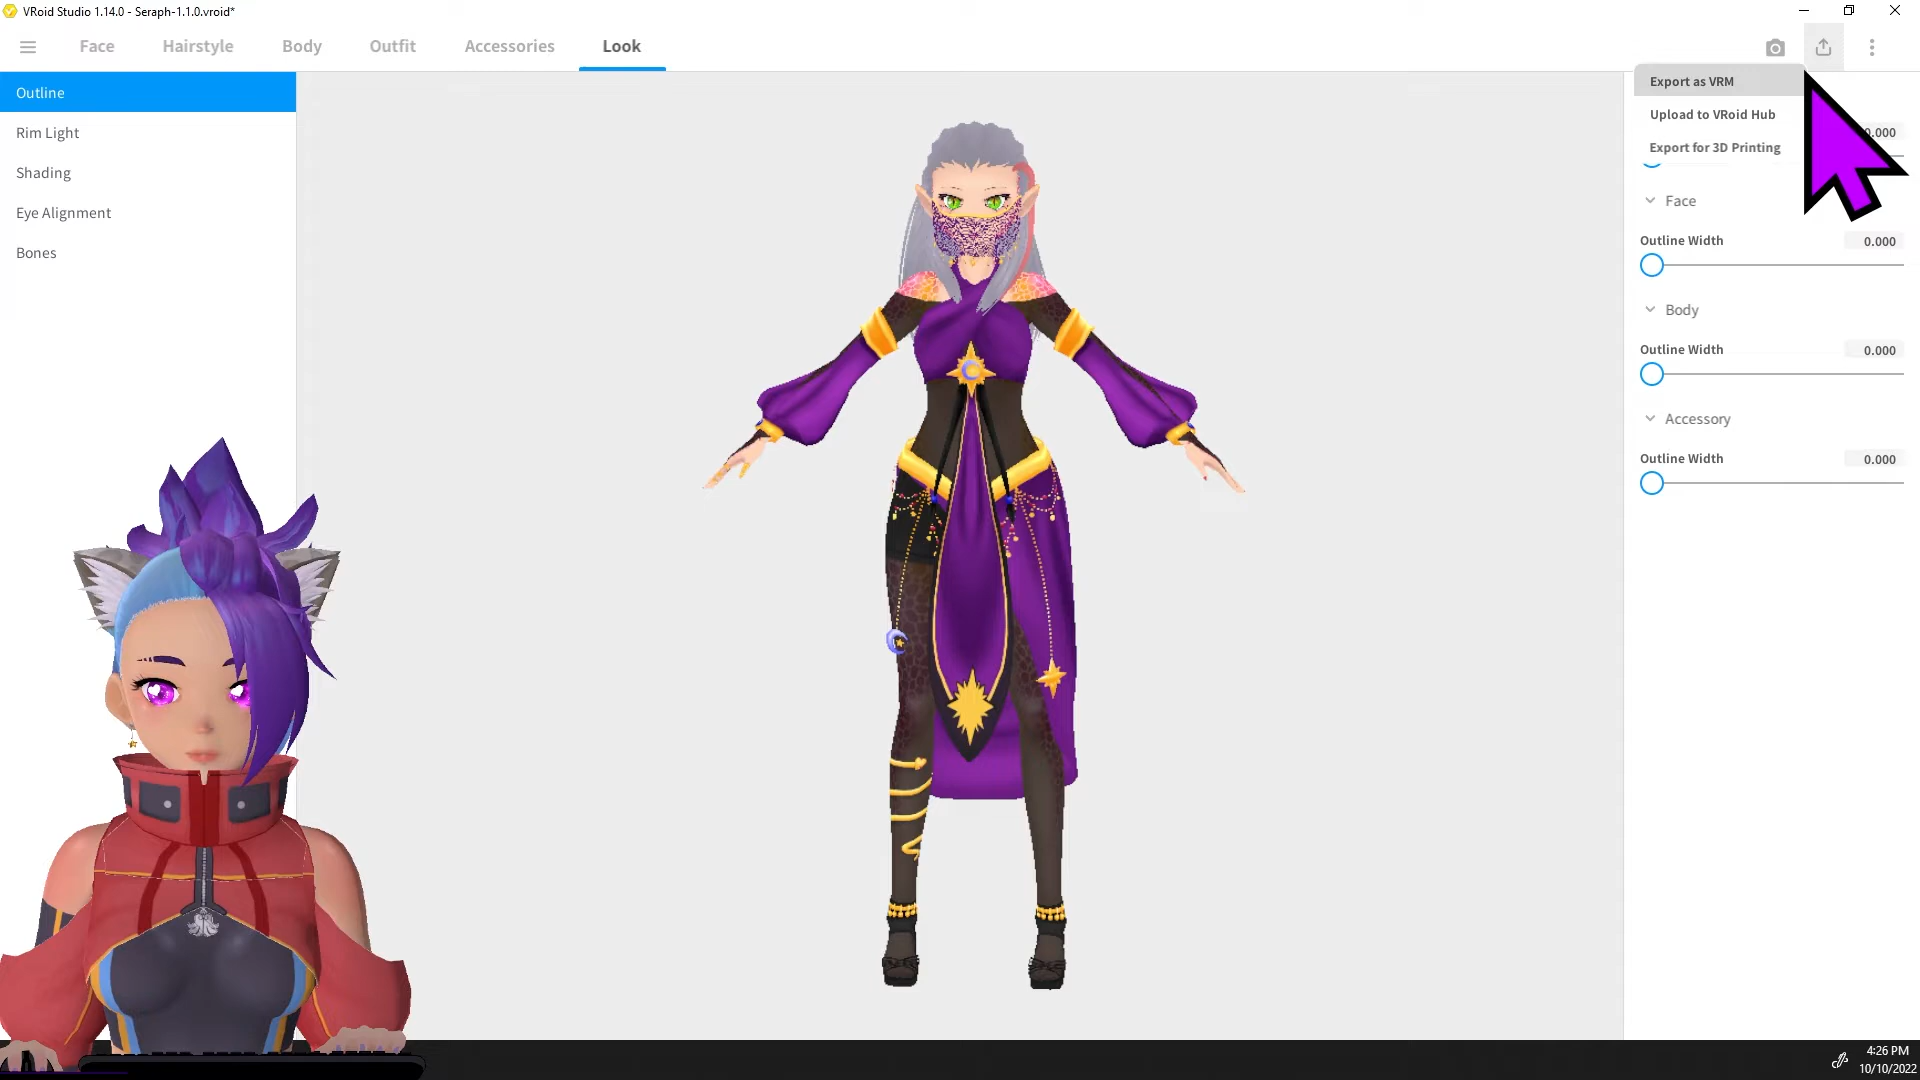 VRoid Studio 1.14.0 - Seraph-1.1.0.vroid*
Face Hairstyle Body Outfit Accessories Look
Outline
Rim Light
Shading
Eye Alignment
Bones
Export as VRM
Upload to VRoid Hub
Export for 3D Printing
Face
Outline Width 0.000
Body
Outline Width 0.000
Accessory
Outline Width 0.000
4:26 PM
10/10/2022